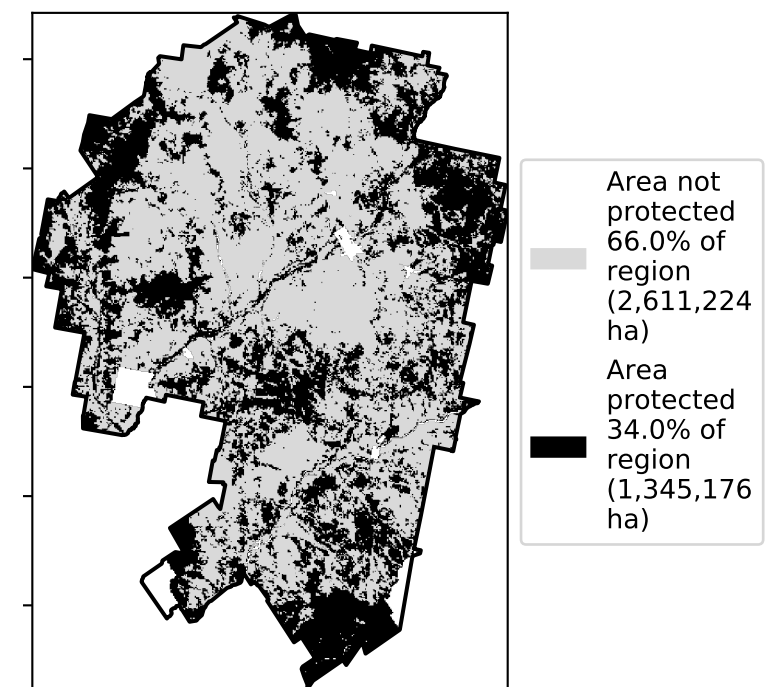 Area not
protected
66.0% of
region
(2,611,224
ha)
Area
protected
34.0% of
region
(1,345,176
ha)